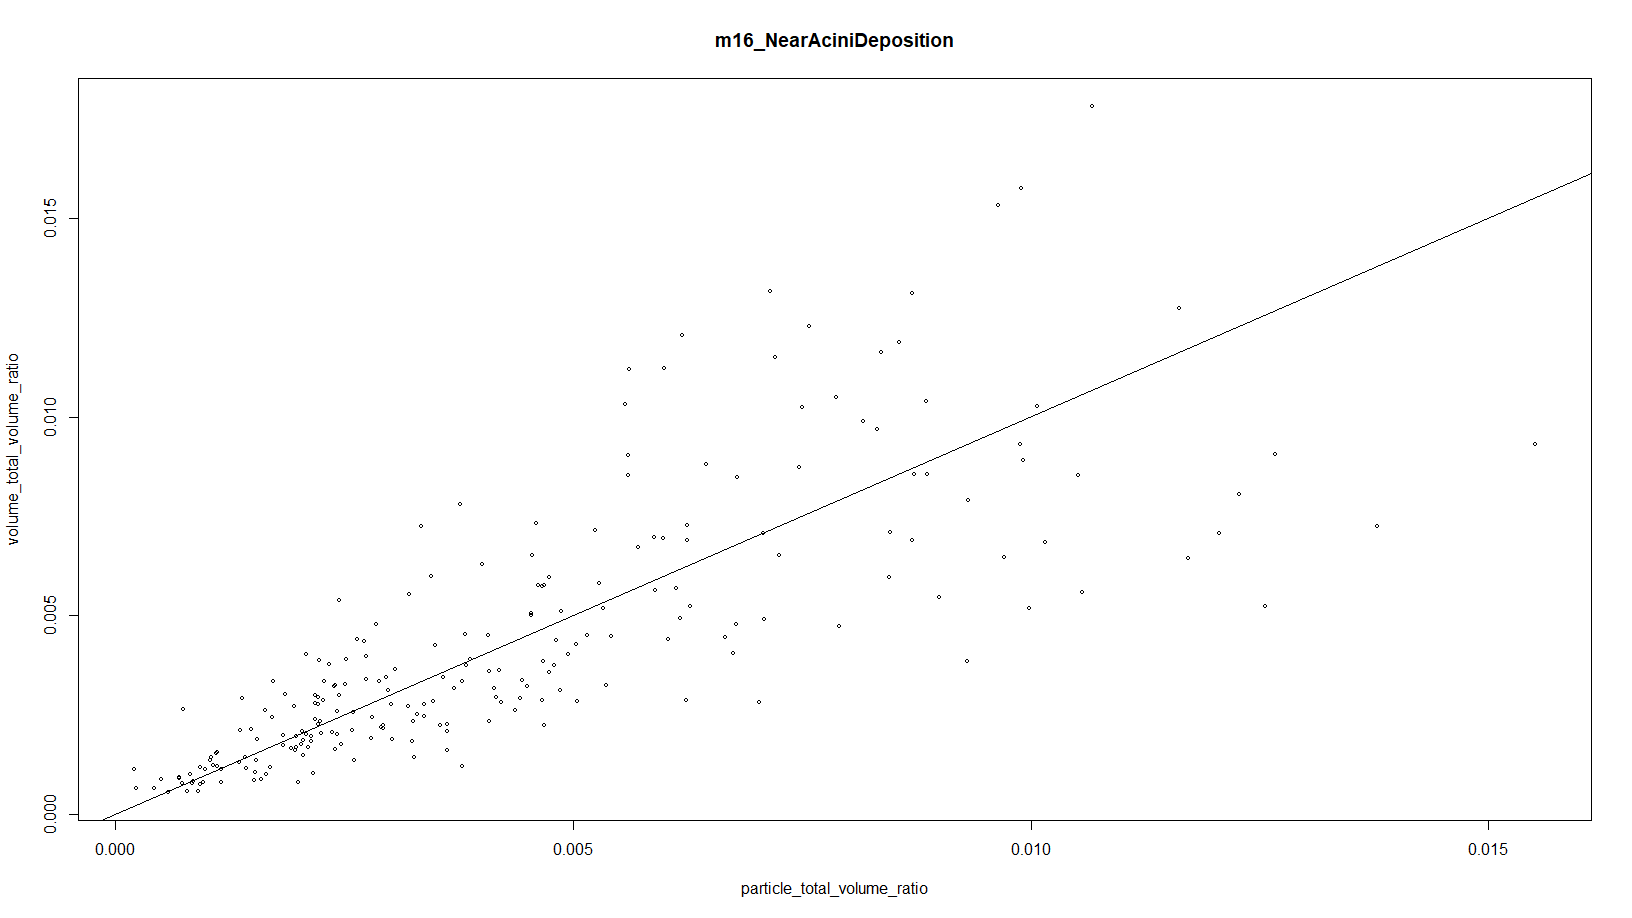 m16_NearAciniDeposition
volume_total_volume_ratio
0.015
0.010
0.005
0.000
0.000 0.005 0.010 0.015
particle_total_volume_ratio